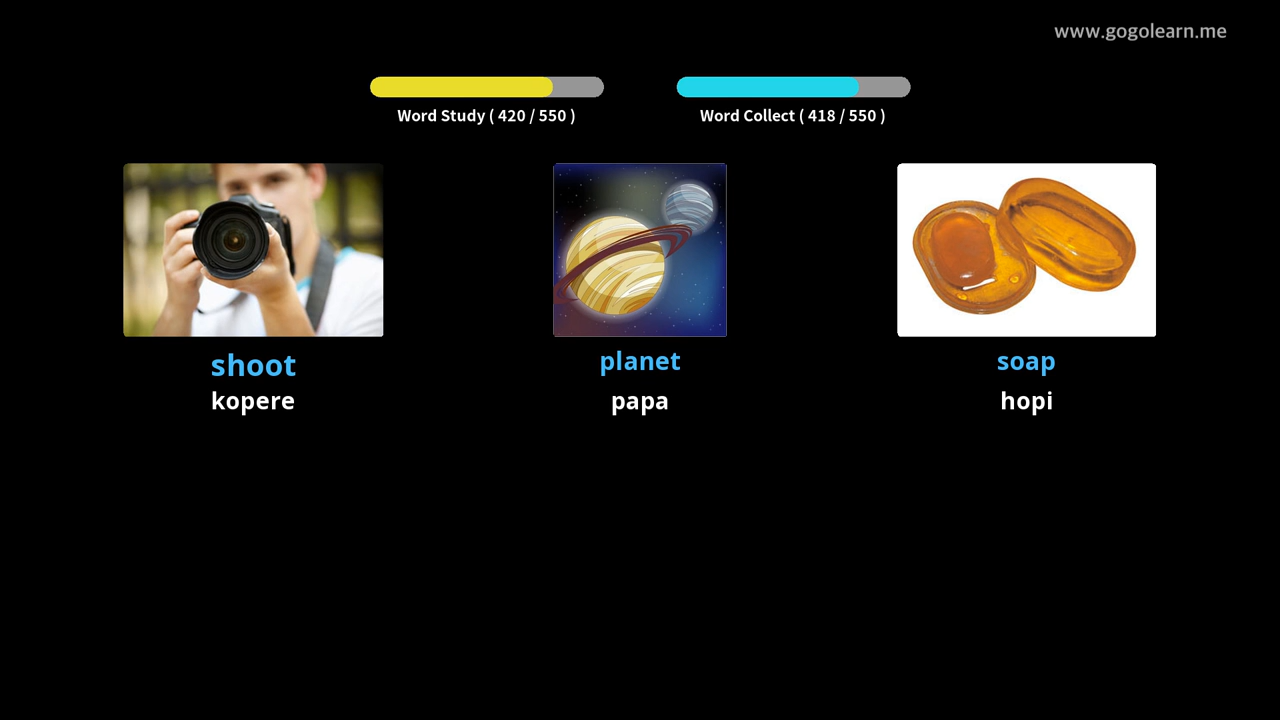 www.gogolearn.me
Word Study ( 420 / 550 )
Word Collect ( 418 / 550 )
shoot
kopere
planet
papa
soap
hopi